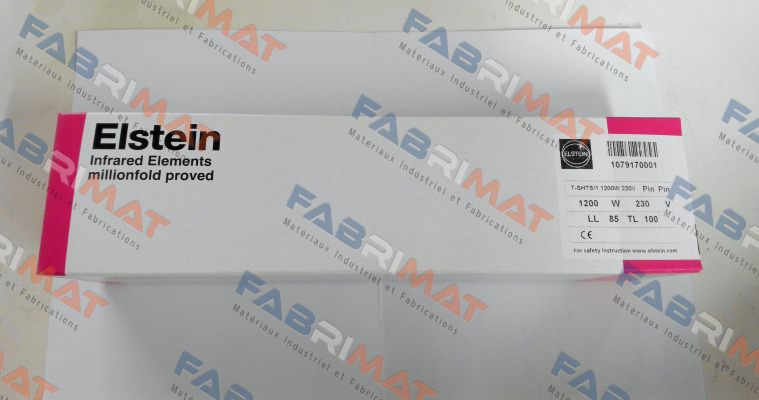 Elstein
Infrared Elements
millionfold proved
ELSTEIN
1079170001
T-SHTS/1 1200W 230V Pin Pin
1200 W 230 V
LL 85 TL 100
CE
For safety instruction www.elstein.com
FABRIMAT
Matériaux Industriel et Fabrications